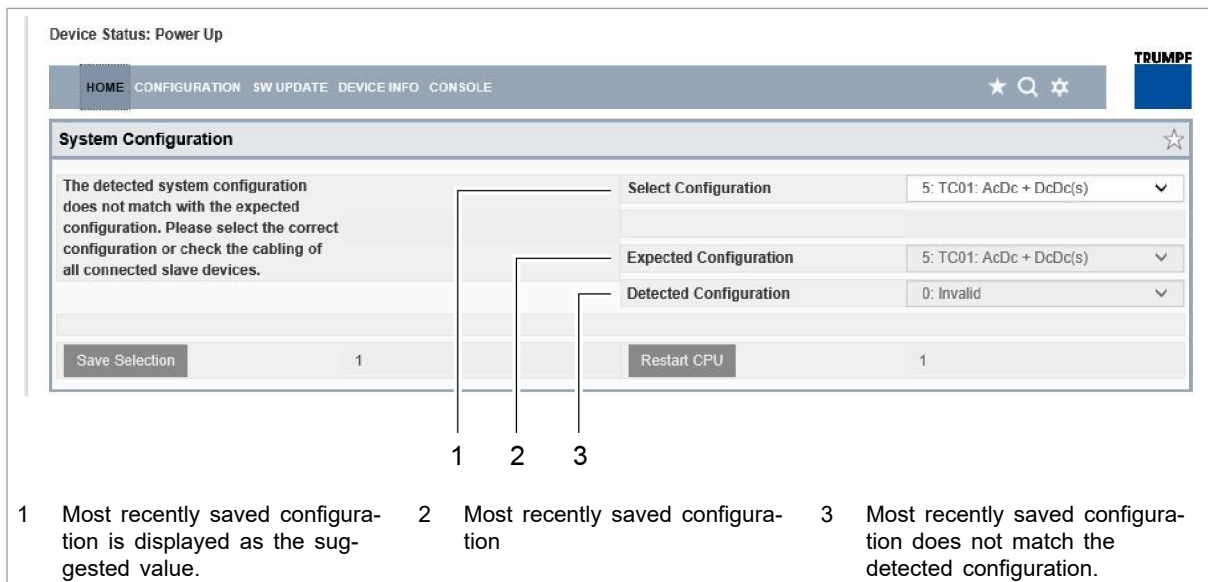 Device Status: Power Up
TRUMPF
HOME CONFIGURATION SW UPDATE DEVICE INFO CONSOLE
System Configuration
The detected system configuration
does not match with the expected
configuration. Please select the correct
configuration or check the cabling of
all connected slave devices.
Select Configuration 5: TC01: AcDc + DcDc(s)
Expected Configuration 5: TC01: AcDc + DcDc(s)
Detected Configuration 0: Invalid
Save Selection 1 Restart CPU 1
1 2 3
1 Most recently saved configura-
tion is displayed as the sug-
gested value.
2 Most recently saved configura-
tion
3 Most recently saved configura-
tion does not match the
detected configuration.